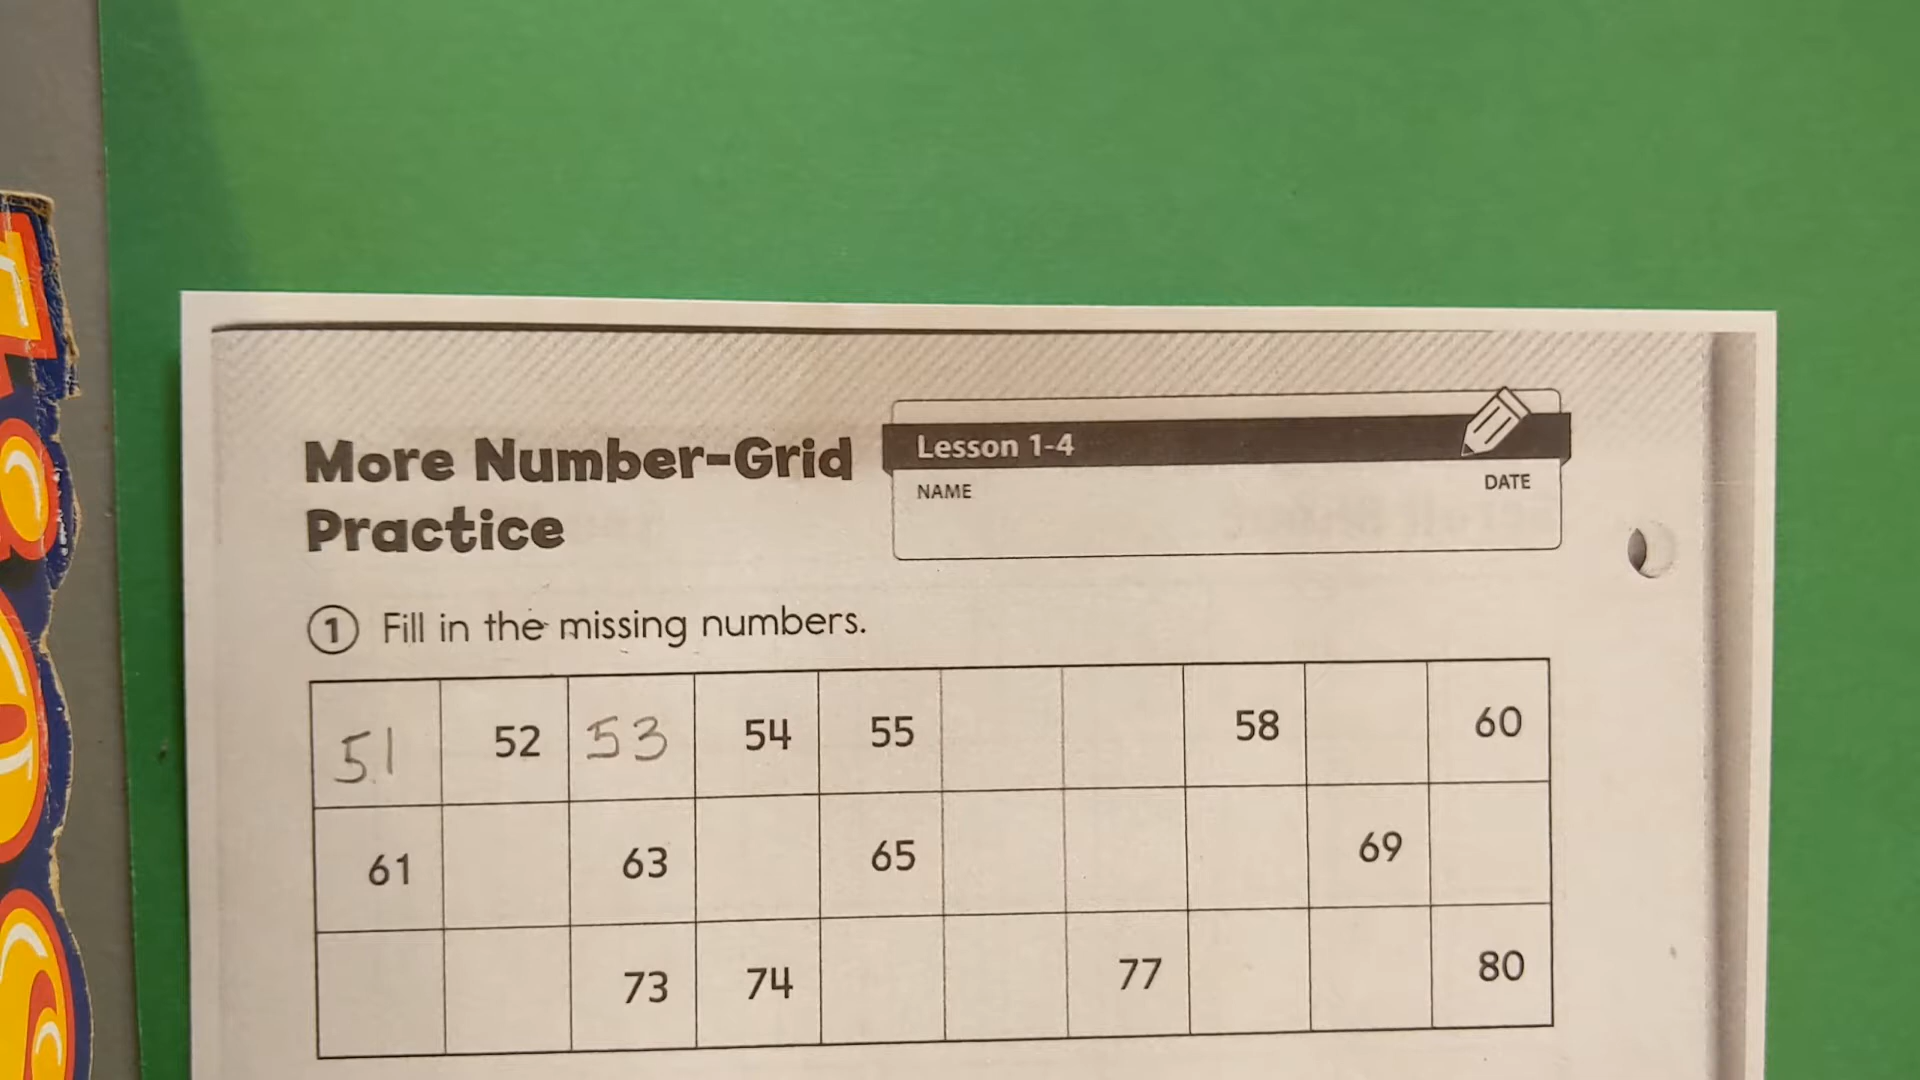 More Number-Grid
Practice
Lesson 1-4
NAME
DATE
1 Fill in the missing numbers.
51 52 53 54 55 58 60
61 63 65 69
73 74 77 80